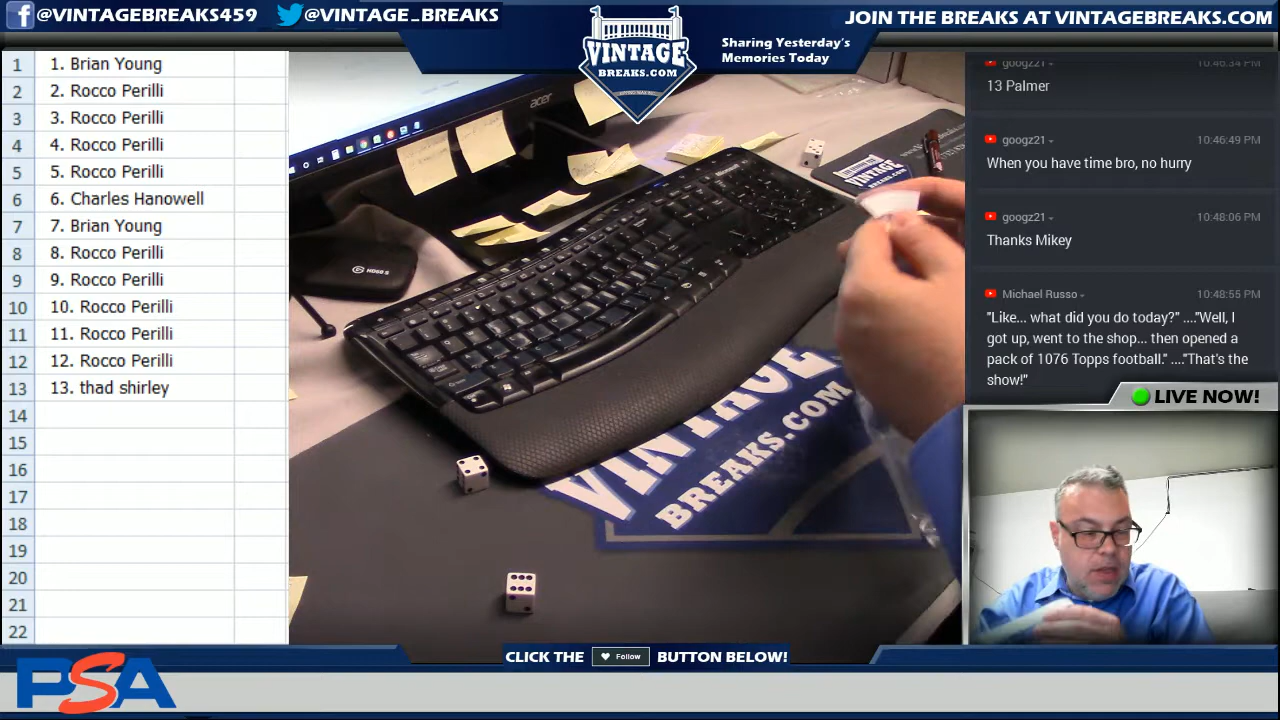 @VINTAGEBREAKS459
@VINTAGE_BREAKS
VINTAGE
BREAKS.COM
Sharing Yesterday's
Memories Today
JOIN THE BREAKS AT VINTAGEBREAKS.COM
1 1. Brian Young
2 2. Rocco Perilli
3 3. Rocco Perilli
4 4. Rocco Perilli
5 5. Rocco Perilli
6 6. Charles Hanowell
7 7. Brian Young
8 8. Rocco Perilli
9 9. Rocco Perilli
10 10. Rocco Perilli
11 11. Rocco Perilli
12 12. Rocco Perilli
13 13. thad shirley
14
15
16
17
18
19
20
21
22
acer
HD60 S
VINTAGE
VINTAGE
BREAKS.COM
googz21 10:46:34 PM
13 Palmer
googz21 10:46:49 PM
When you have time bro, no hurry
googz21 10:48:06 PM
Thanks Mikey
Michael Russo 10:48:55 PM
"Like... what did you do today?" ...."Well, I
got up, went to the shop... then opened a
pack of 1076 Topps football." ...."That's the
show!"
LIVE NOW!
CLICK THE Follow BUTTON BELOW!
PSA